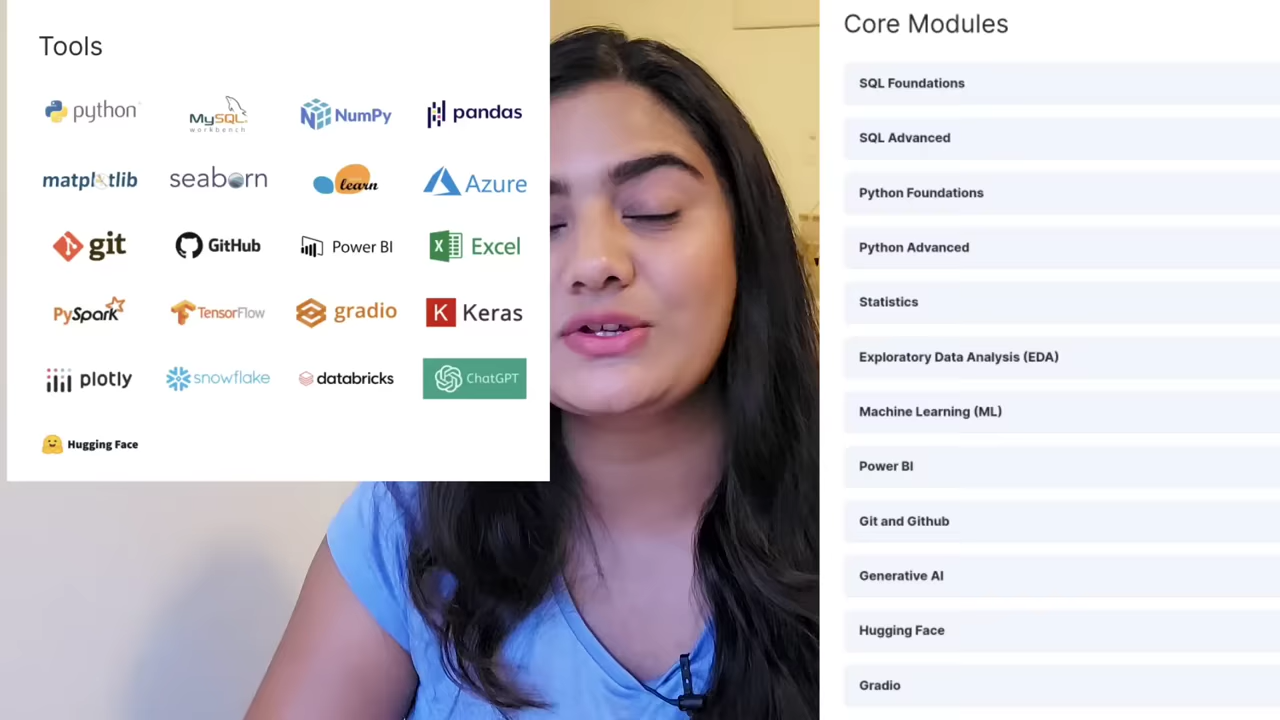 Tools
python
MySQL
workbench
NumPy
pandas
matplotlib
seaborn
learn
Azure
git
GitHub
Power BI
Excel
PySpark
TensorFlow
gradio
Keras
plotly
snowflake
databricks
ChatGPT
Hugging Face
Core Modules
SQL Foundations
SQL Advanced
Python Foundations
Python Advanced
Statistics
Exploratory Data Analysis (EDA)
Machine Learning (ML)
Power BI
Git and Github
Generative AI
Hugging Face
Gradio